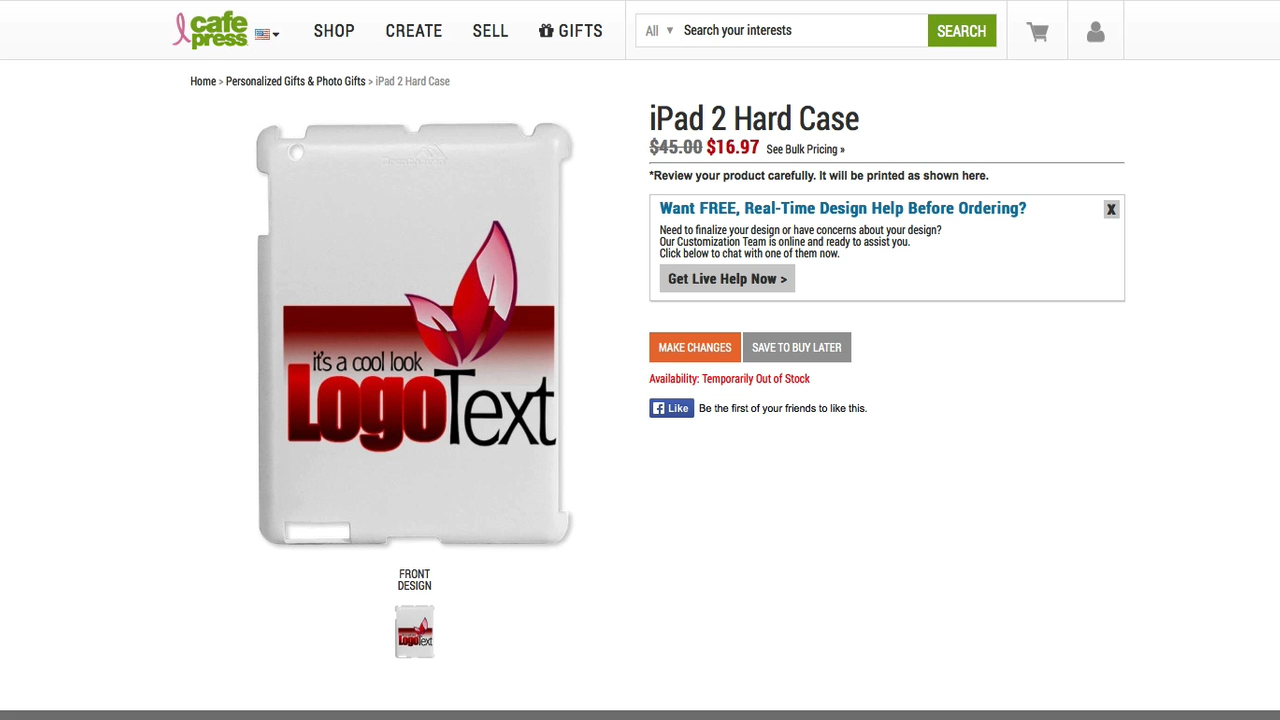 cafe
press
SHOP
CREATE
SELL
GIFTS
All ▼ Search your interests
SEARCH
Home > Personalized Gifts & Photo Gifts > iPad 2 Hard Case
iPad 2 Hard Case
$45.00 $16.97 See Bulk Pricing »
*Review your product carefully. It will be printed as shown here.
Want FREE, Real-Time Design Help Before Ordering?
X
Need to finalize your design or have concerns about your design?
Our Customization Team is online and ready to assist you.
Click below to chat with one of them now.
Get Live Help Now >
MAKE CHANGES
SAVE TO BUY LATER
Availability: Temporarily Out of Stock
Like Be the first of your friends to like this.
it's a cool look
LogoText
FRONT
DESIGN
LogoText